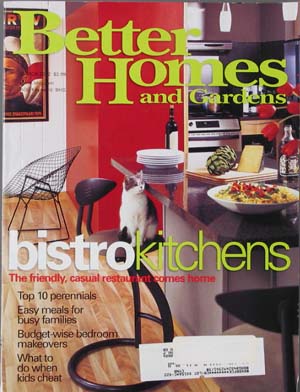 Better
Homes
and Gardens
bistrokitchens
The friendly, casual restaurant comes home
Top 10 perennials
Easy meals for
busy families
Budget-wise bedroom
makeovers
What to
do when
kids cheat